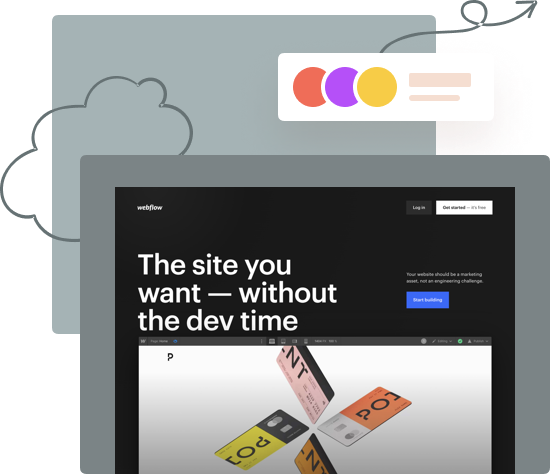 webflow
Log in
Get started — it's free
The site you
want — without
the dev time
Your website should be a marketing
asset, not an engineering challenge.
Start building